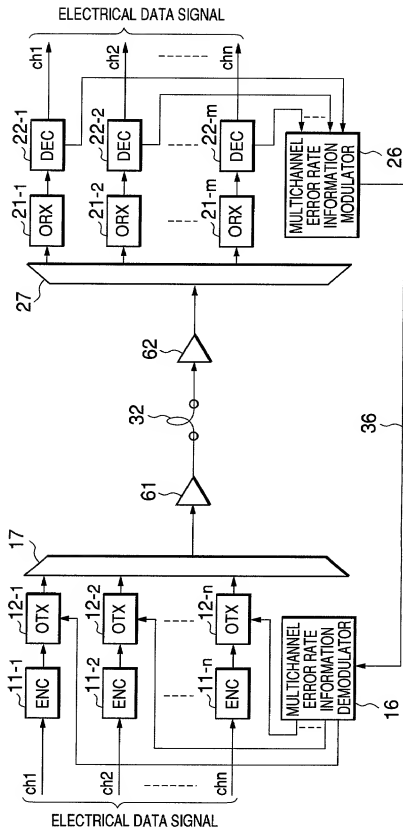 ELECTRICAL DATA SIGNAL
ch1
ch2
chn
11-1
ENC
12-1
OTX
11-2
ENC
12-2
OTX
11-n
ENC
12-n
OTX
17
MULTICHANNEL
ERROR RATE
INFORMATION
DEMODULATOR
16
61
32
62
36
27
21-1
ORX
22-1
DEC
21-2
ORX
22-2
DEC
21-m
ORX
22-m
DEC
MULTICHANNEL
ERROR RATE
INFORMATION
MODULATOR
26
ch1
ch2
chn
ELECTRICAL DATA SIGNAL